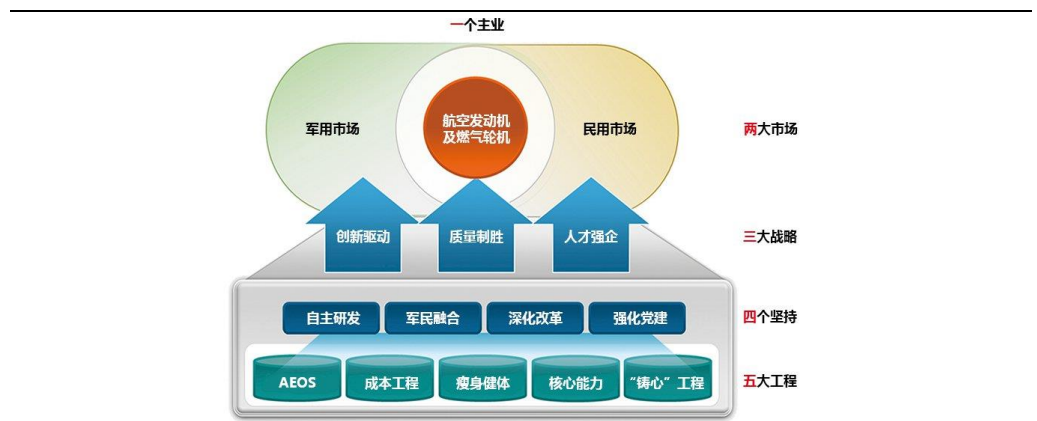 一个主业
军用市场
航空发动机
及燃气轮机
民用市场
两大市场
创新驱动
质量制胜
人才强企
三大战略
自主研发
军民融合
深化改革
强化党建
四个坚持
AEOS
成本工程
瘦身健体
核心能力
“铸心”工程
五大工程